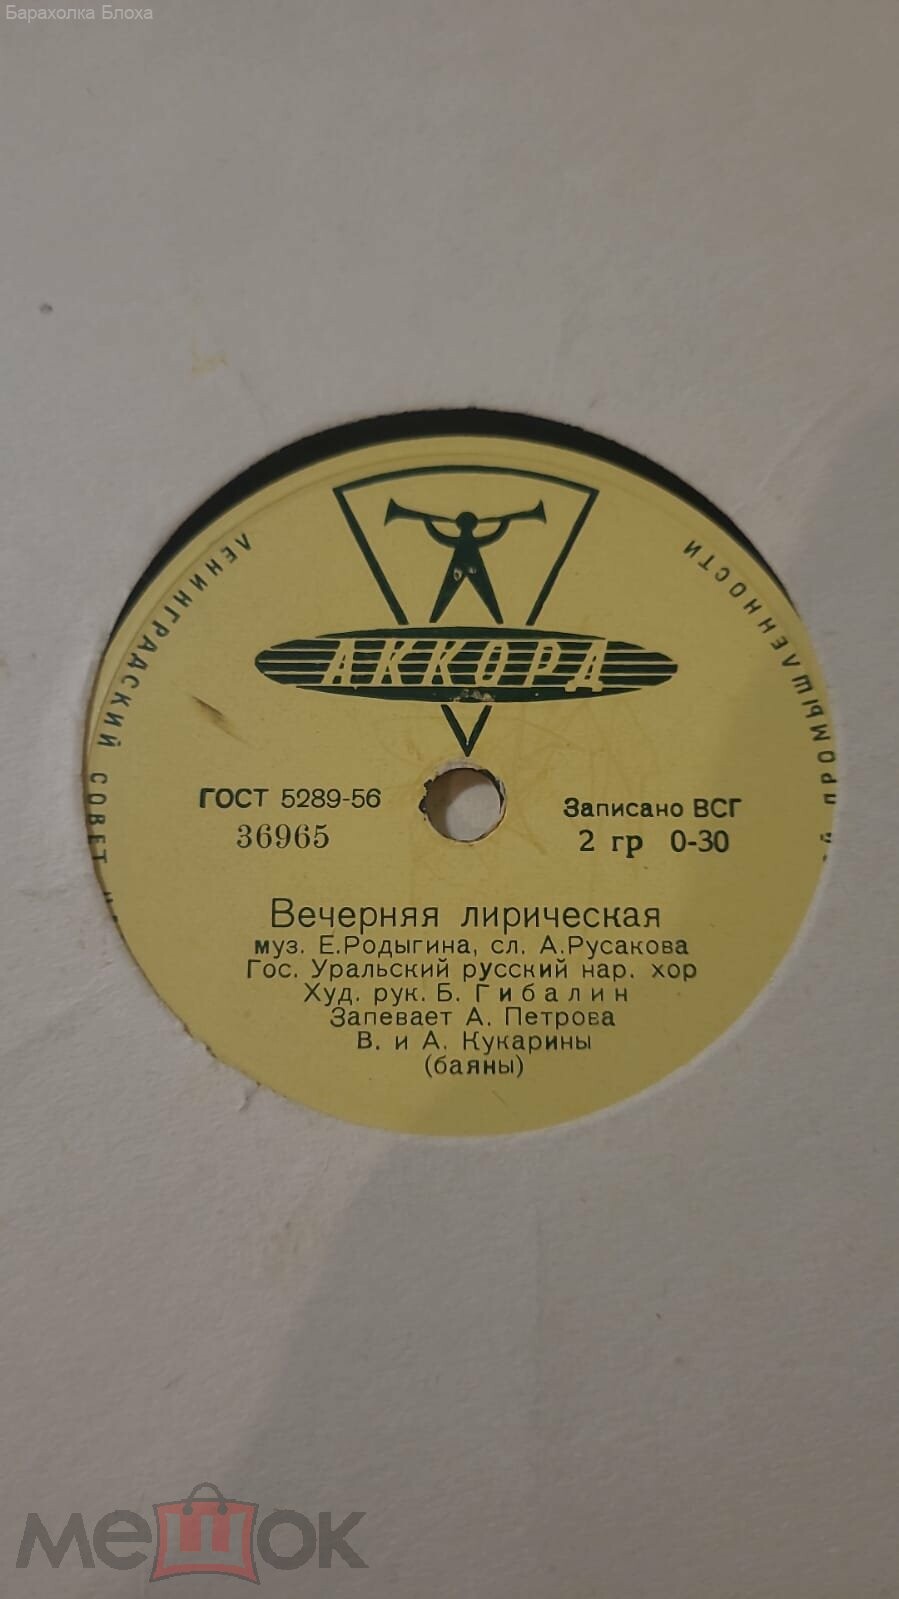 Барахолка Блоха
ЛЕНИНГРАДСКИЙ СОВЕТ
ПРОМЫШЛЕННОСТИ
АККОРД
ГОСТ 5289-56
36965
Записано ВСГ
2 гр 0-30
Вечерняя лирическая
муз. Е.Родыгина, сл. А.Русакова
Гос. Уральский русский нар. хор
Худ. рук. Б. Гибалин
Запевает А. Петрова
В. и А. Кукарины
(баяны)
мешок